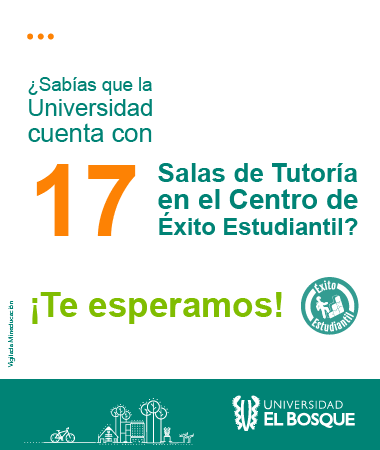 ¿Sabías que la
Universidad
cuenta con
17
Salas de Tutoría
en el Centro de
Éxito Estudiantil?
¡Te esperamos!
Éxito
Estudiantil
Vigilada Mineducación
UNIVERSIDAD
EL BOSQUE